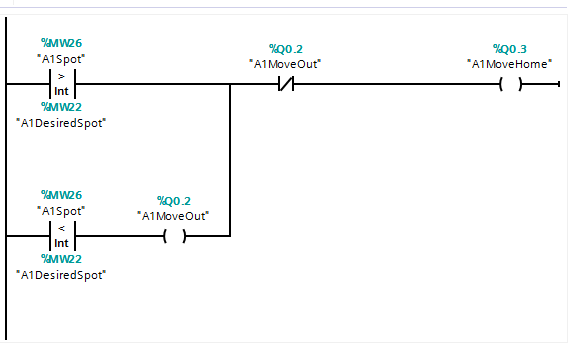 %MW26
"A1Spot"
>
Int
%MW22
"A1DesiredSpot"
%Q0.2
"A1MoveOut"
%Q0.3
"A1MoveHome"
%MW26
"A1Spot"
<
Int
%MW22
"A1DesiredSpot"
%Q0.2
"A1MoveOut"